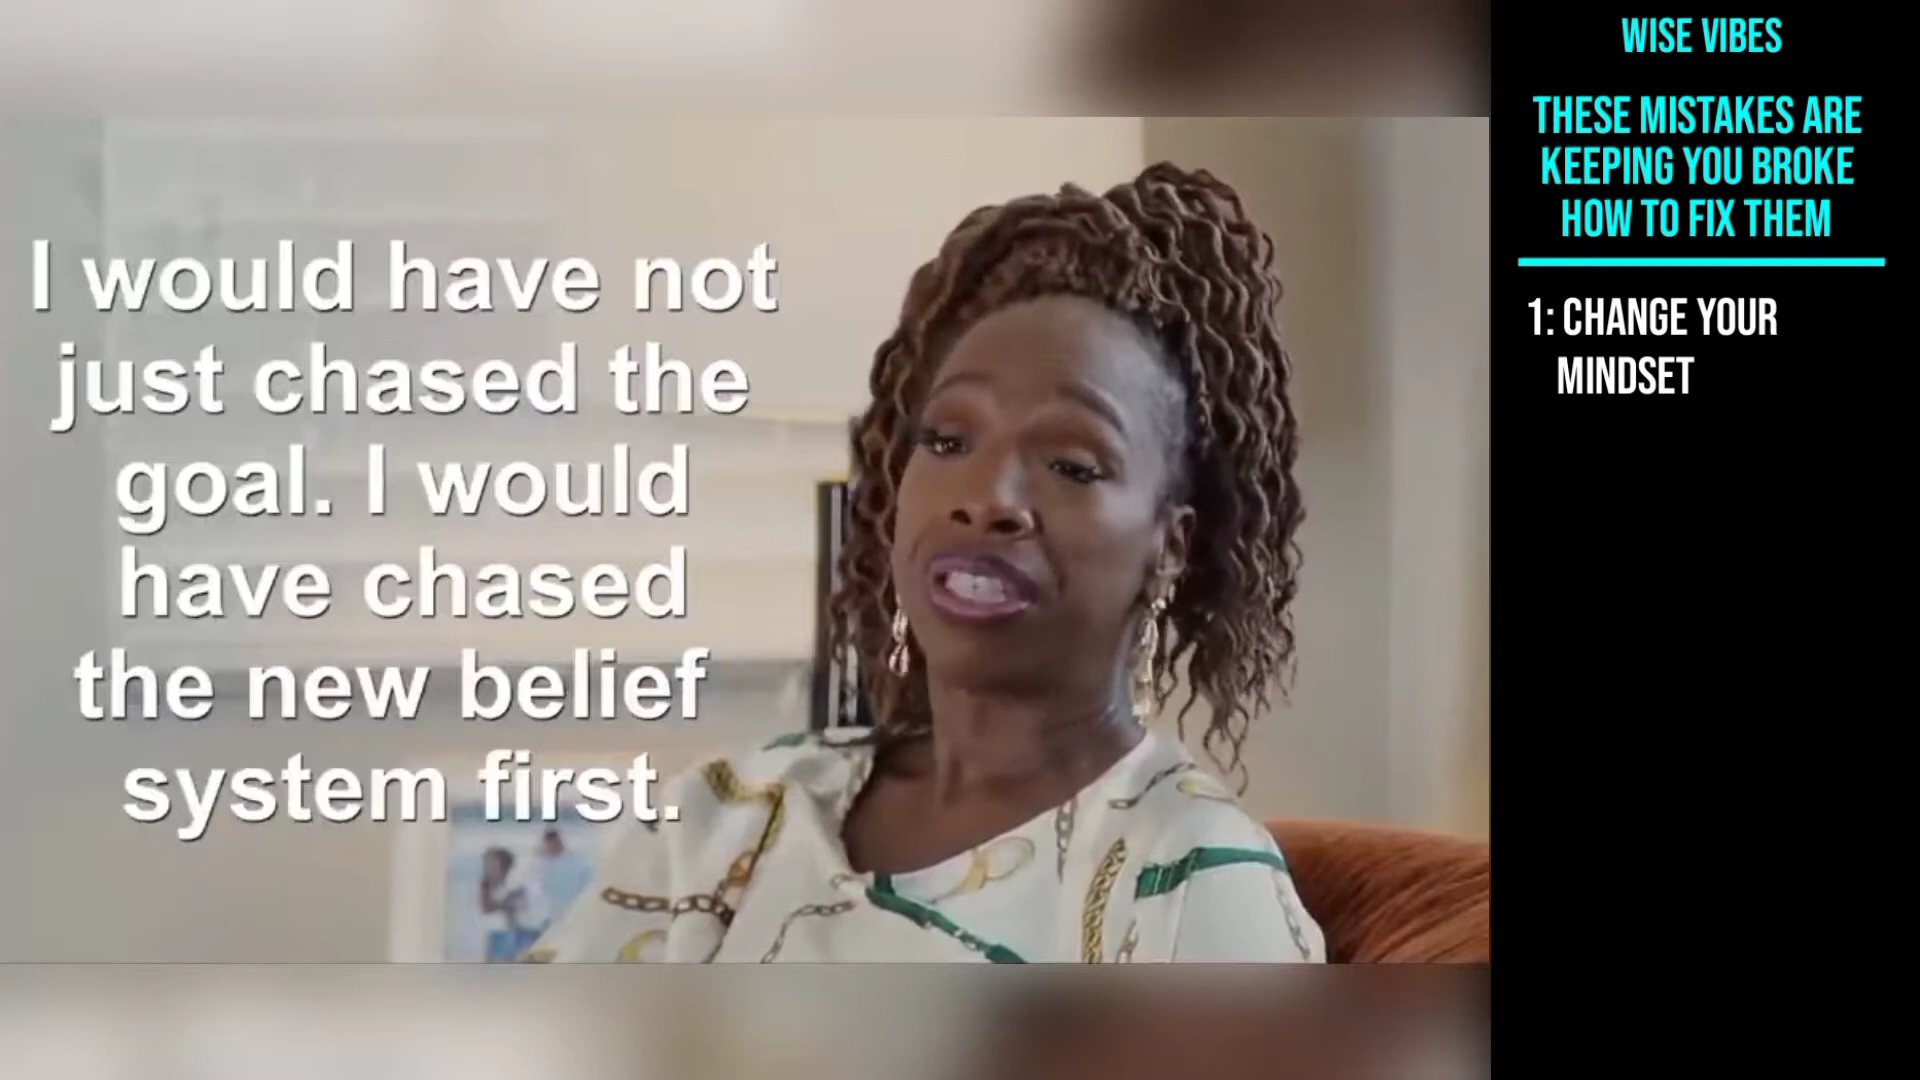 I would have not
just chased the
goal. I would
have chased
the new belief
system first.
WISE VIBES
THESE MISTAKES ARE
KEEPING YOU BROKE
HOW TO FIX THEM
1: CHANGE YOUR
MINDSET